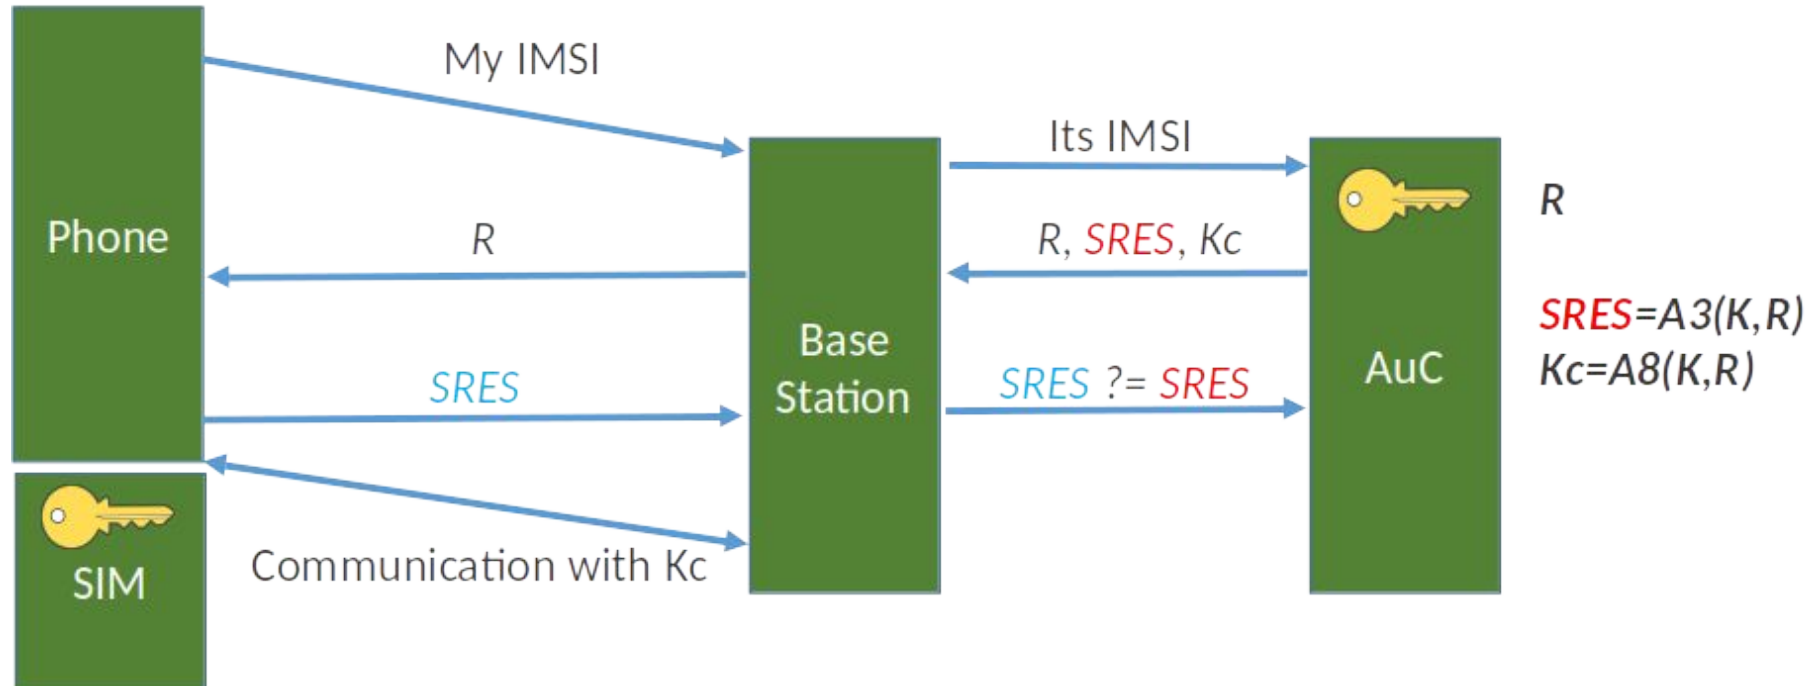 My IMSI
Its IMSI
Phone
R
R, SRES, Kc
R
SRES=A3(K,R)
Kc=A8(K,R)
Base
Station
AuC
SRES
SRES ?= SRES
Communication with Kc
SIM